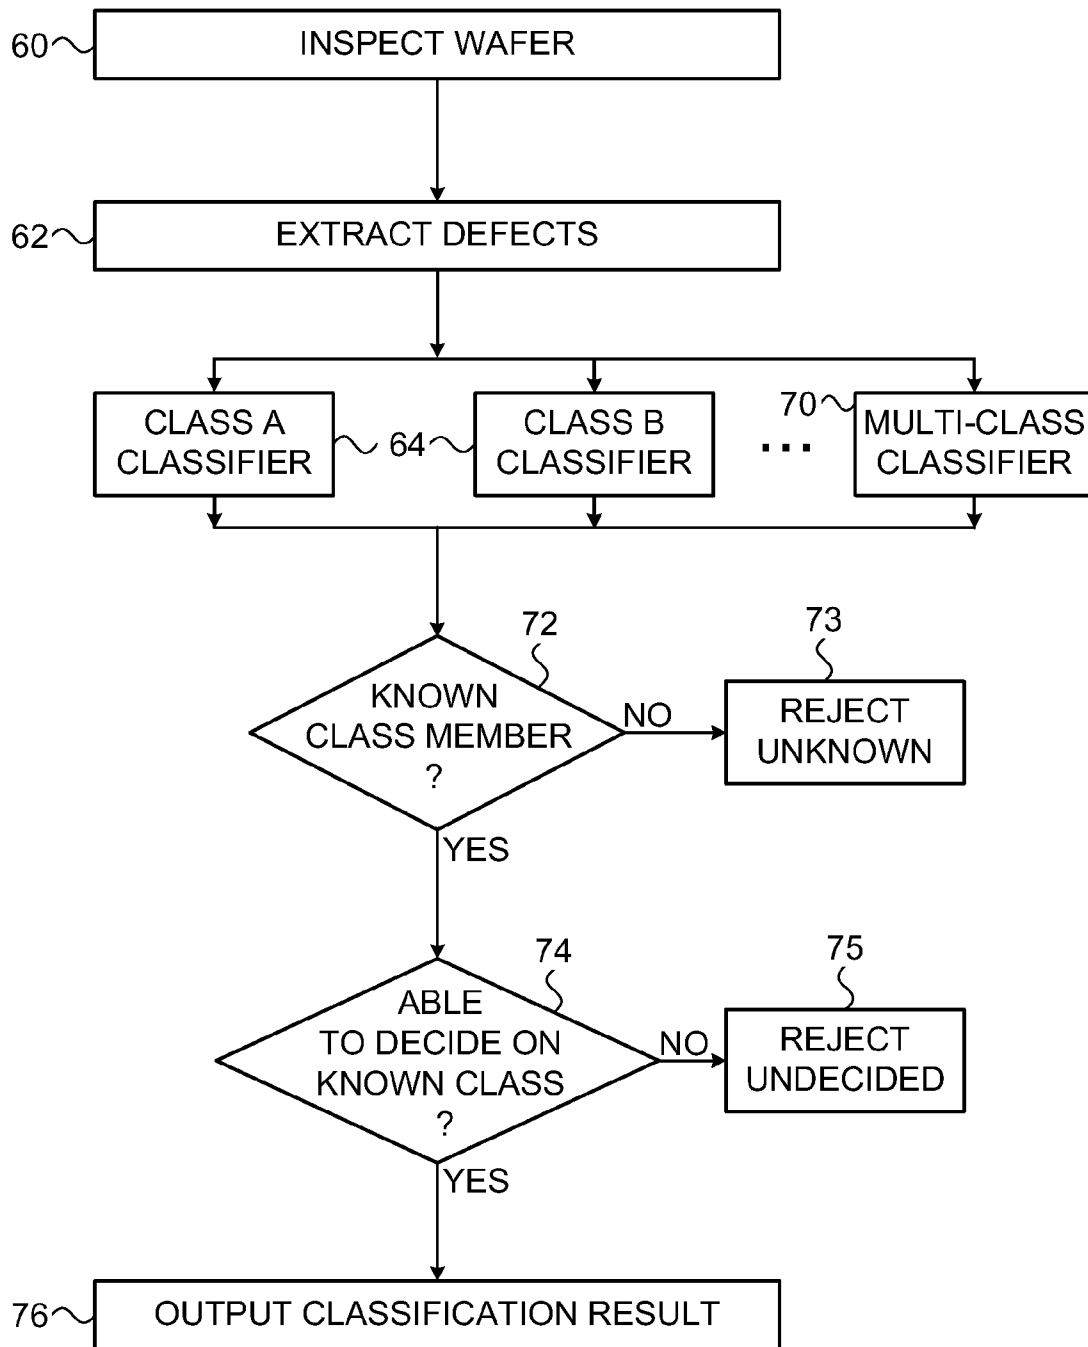 60
INSPECT WAFER
62
EXTRACT DEFECTS
CLASS A
CLASSIFIER
64
CLASS B
CLASSIFIER
...
70
MULTI-CLASS
CLASSIFIER
72
KNOWN
CLASS MEMBER
?
NO
73
REJECT
UNKNOWN
YES
74
ABLE
TO DECIDE ON
KNOWN CLASS
?
NO
75
REJECT
UNDECIDED
YES
76
OUTPUT CLASSIFICATION RESULT